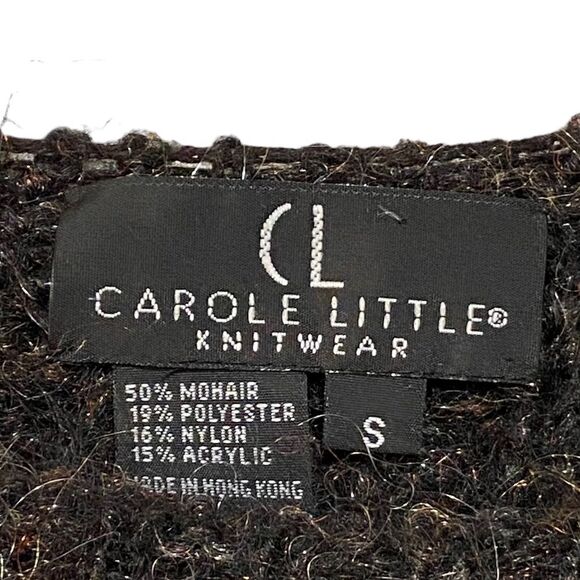 CL
CAROLE LITTLE®
KNITWEAR
50% MOHAIR
19% POLYESTER
16% NYLON
15% ACRYLIC
MADE IN HONG KONG
S